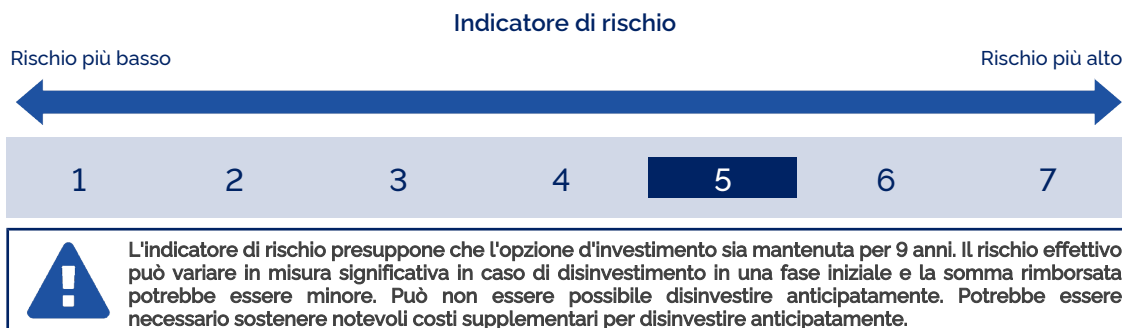 Indicatore di rischio
Rischio più basso Rischio più alto
1 2 3 4 5 6 7
L'indicatore di rischio presuppone che l'opzione d'investimento sia mantenuta per 9 anni. Il rischio effettivo
può variare in misura significativa in caso di disinvestimento in una fase iniziale e la somma rimborsata
potrebbe essere minore. Può non essere possibile disinvestire anticipatamente. Potrebbe essere
necessario sostenere notevoli costi supplementari per disinvestire anticipatamente.